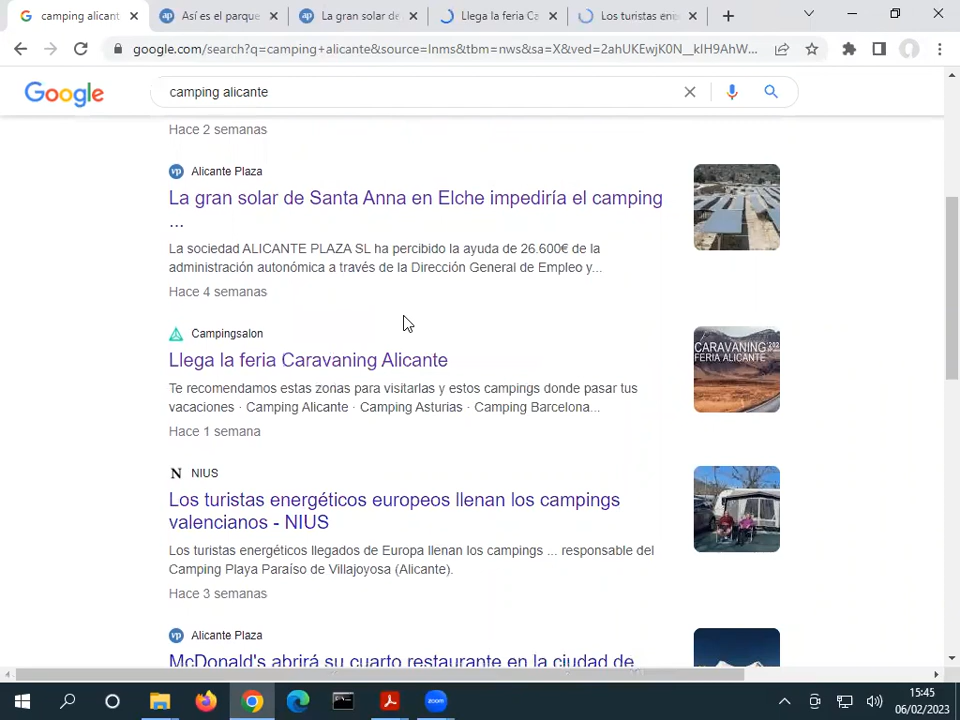 camping alicant
Así es el parque
La gran solar de
Llega la feria Ca
Los turistas ene
google.com/search?q=camping+alicante&source=lnms&tbm=nws&sa=X&ved=2ahUKEwjK0N__kIH9AhW...
Google
camping alicante
Hace 2 semanas
Alicante Plaza
La gran solar de Santa Anna en Elche impediría el camping
...
La sociedad ALICANTE PLAZA SL ha percibido la ayuda de 26.600€ de la
administración autonómica a través de la Dirección General de Empleo y...
Hace 4 semanas
Campingsalon
Llega la feria Caravaning Alicante
Te recomendamos estas zonas para visitarlas y estos campings donde pasar tus
vacaciones · Camping Alicante · Camping Asturias · Camping Barcelona...
Hace 1 semana
CARAVANING
FERIA ALICANTE
N NIUS
Los turistas energéticos europeos llenan los campings
valencianos - NIUS
Los turistas energéticos llegados de Europa llenan los campings ... responsable del
Camping Playa Paraíso de Villajoyosa (Alicante).
Hace 3 semanas
Alicante Plaza
McDonald's abrirá su cuarto restaurante en la ciudad de
zoom
15:45
06/02/2023